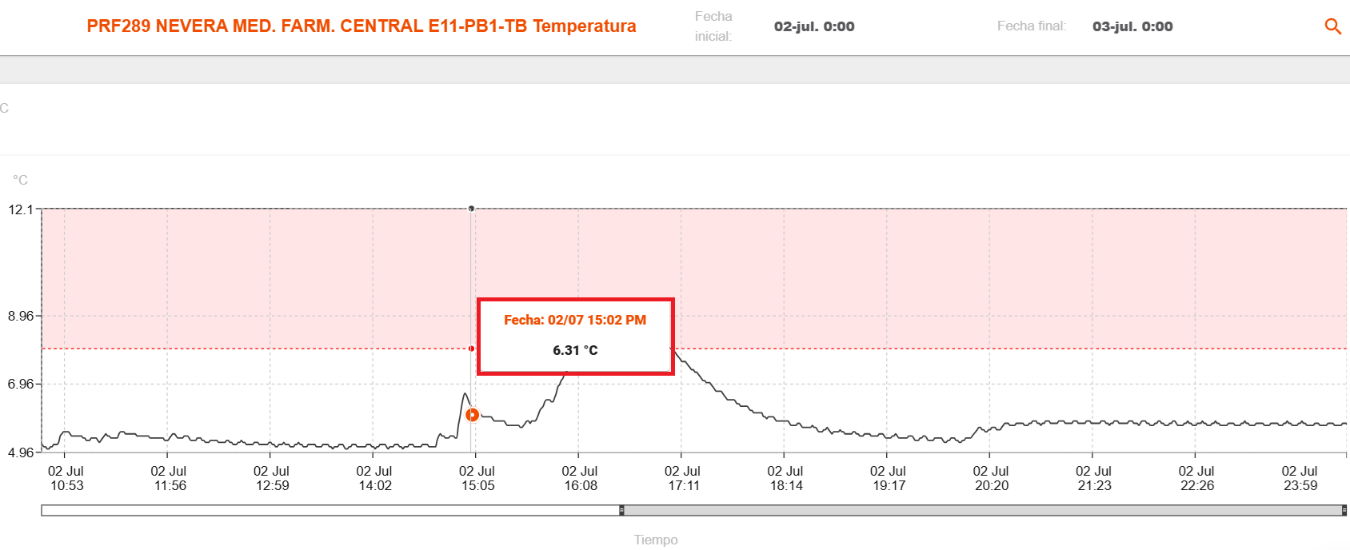 PRF289 NEVERA MED. FARM. CENTRAL E11-PB1-TB Temperatura
Fecha inicial:
02-jul. 0:00
Fecha final:
03-jul. 0:00
C
°C
12.1
8.96
6.96
4.96
Fecha: 02/07 15:02 PM
6.31 °C
02 Jul
10:53
02 Jul
11:56
02 Jul
12:59
02 Jul
14:02
02 Jul
15:05
02 Jul
16:08
02 Jul
17:11
02 Jul
18:14
02 Jul
19:17
02 Jul
20:20
02 Jul
21:23
02 Jul
22:26
02 Jul
23:59
Tiempo